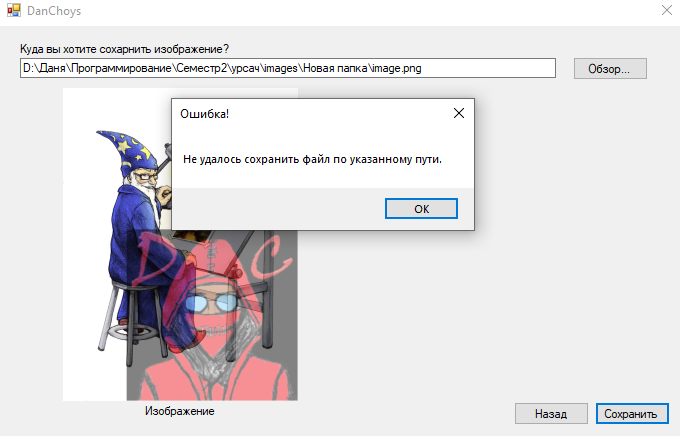 DanChoys
Куда вы хотите сохарнить изображение?
D:\Даня\Программирование\Семестр2\урсач\images\Новая папка\image.png
Обзор...
Ошибка!
Не удалось сохранить файл по указанному пути.
OK
D C
Изображение
Назад
Сохранить